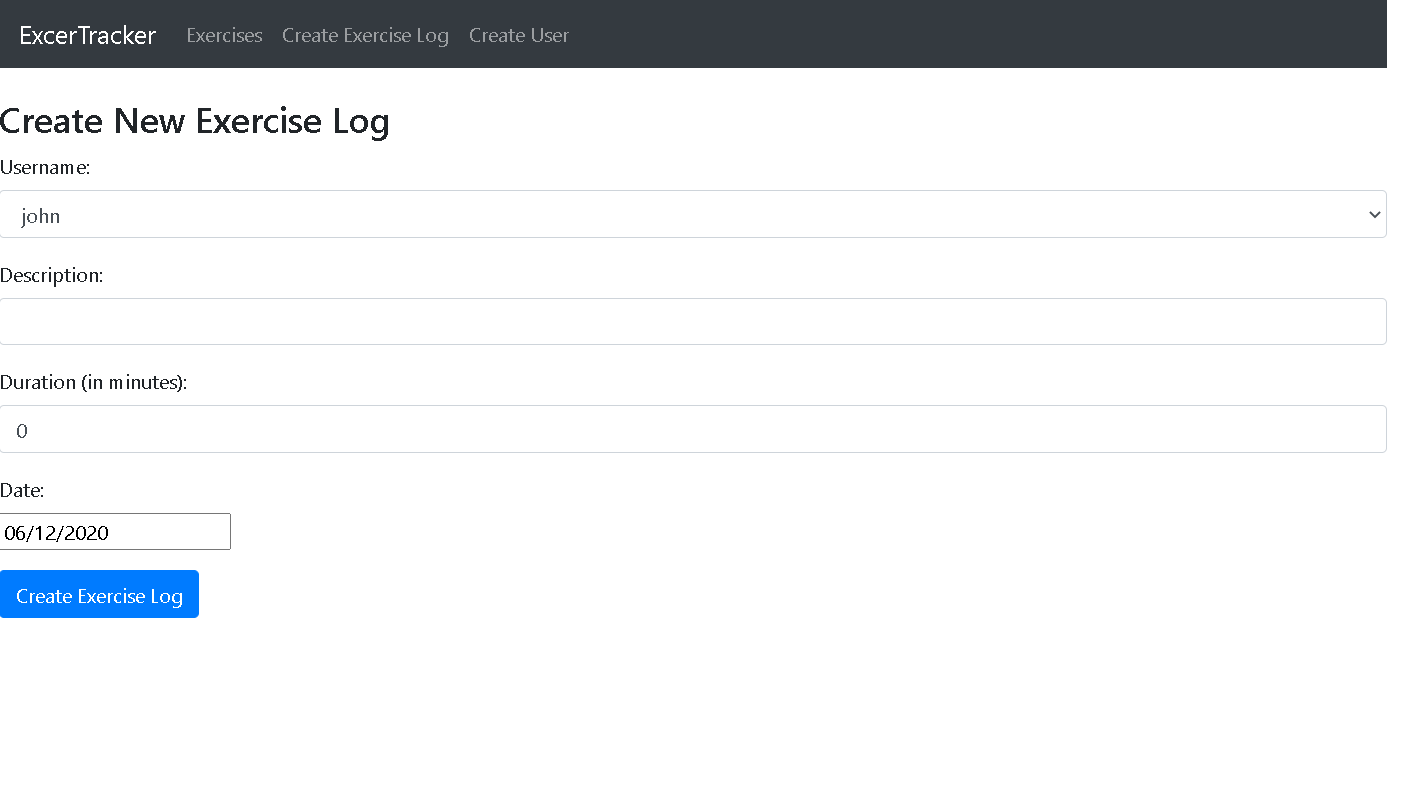 ExcerTracker Exercises Create Exercise Log Create User
Create New Exercise Log
Username:
john
Description:
Duration (in minutes):
0
Date:
06/12/2020
Create Exercise Log